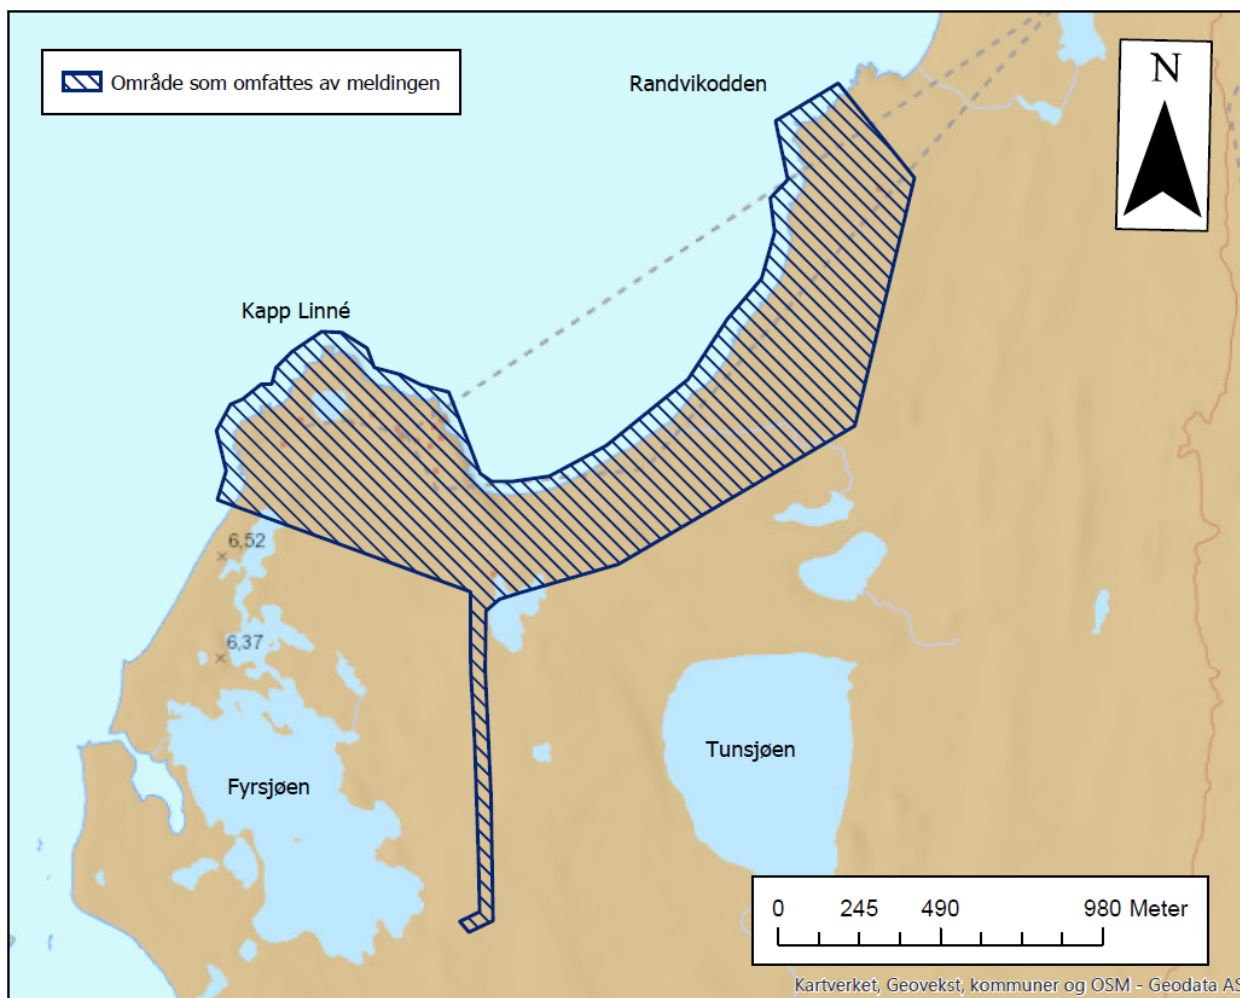 Område som omfattes av meldingen
Randvikodden
N
Kapp Linné
6,52
6,37
Tunsjøen
Fyrsjøen
0 245 490 980 Meter
Kartverket, Geovekst, kommuner og OSM - Geodata AS